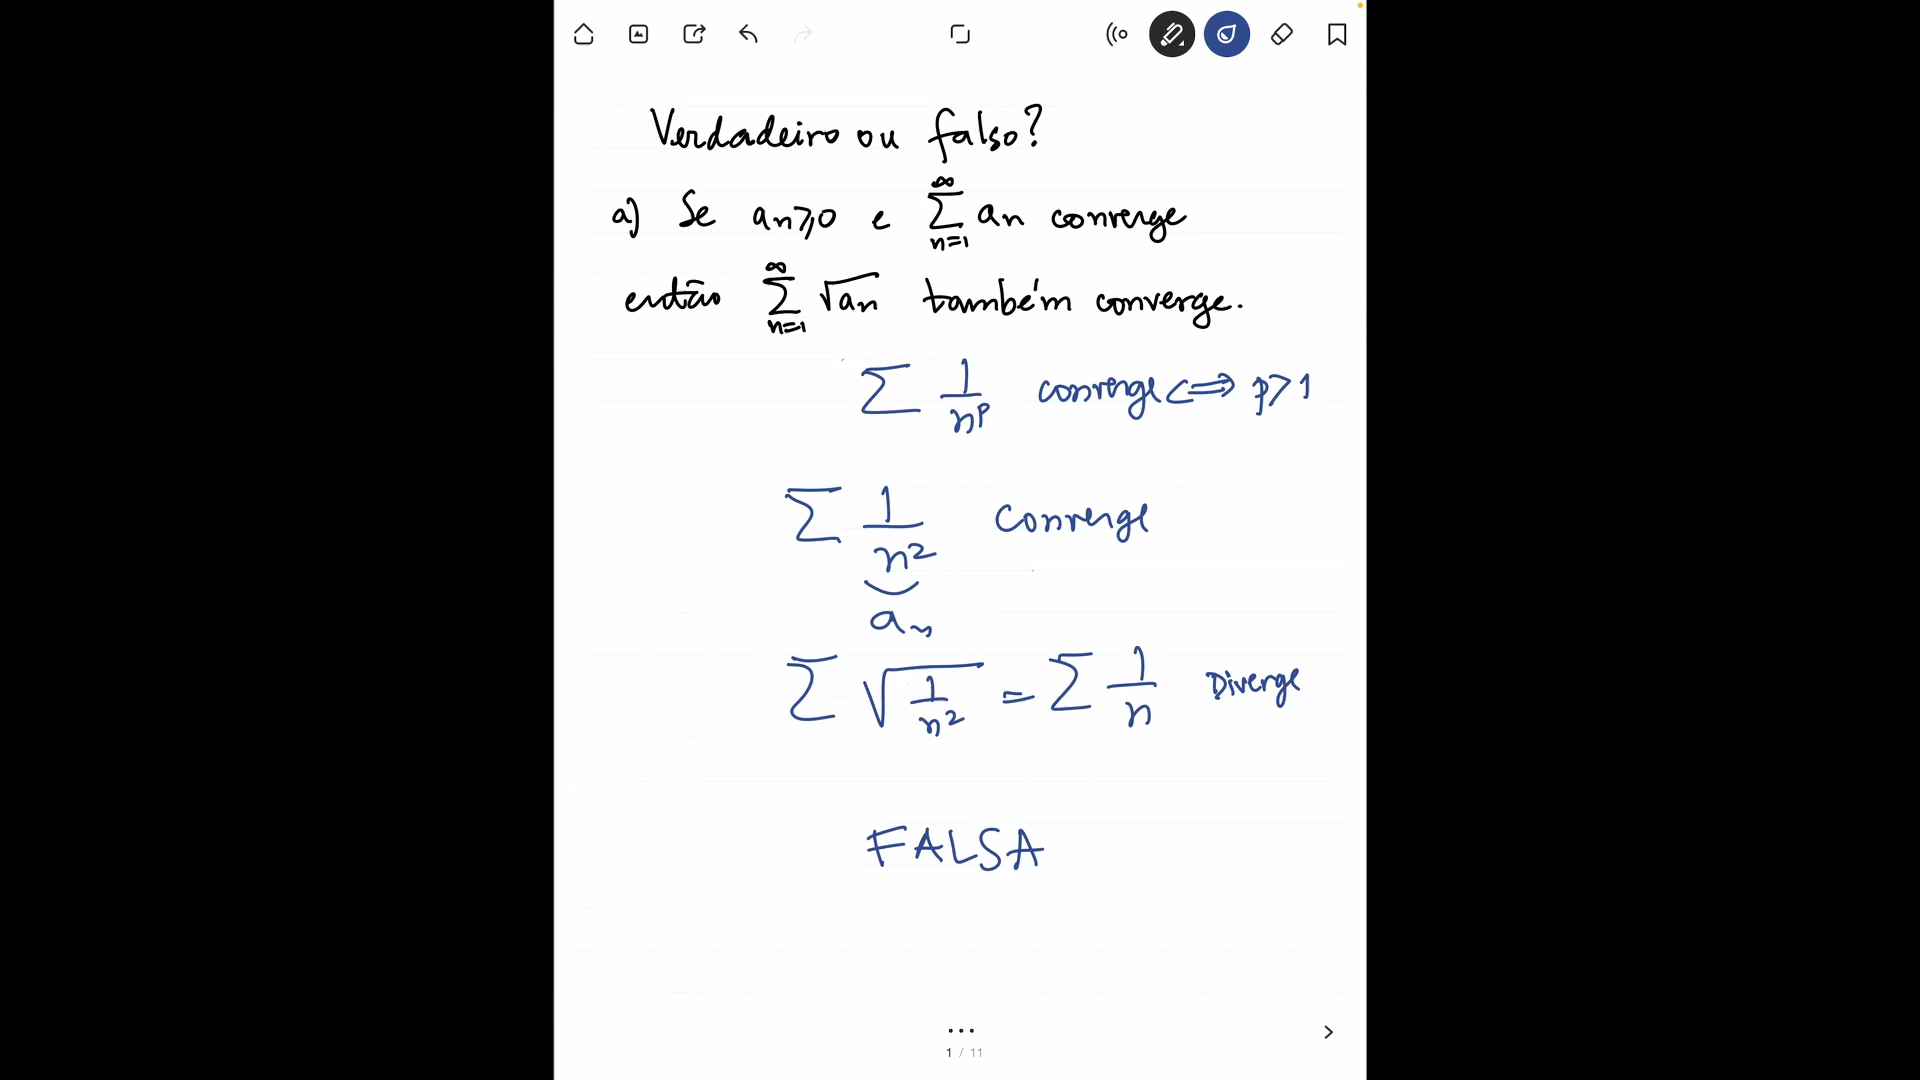 Verdadeiro ou falso?
a) Se an ≥ 0 e ∞∑n=1 an converge
então ∞∑n=1 √an também converge.
∑ 1/n^p converge ⟺ p > 1
∑ 1/n² converge
an
∑ √(1/n²) = ∑ 1/n Diverge
FALSA
1 / 11